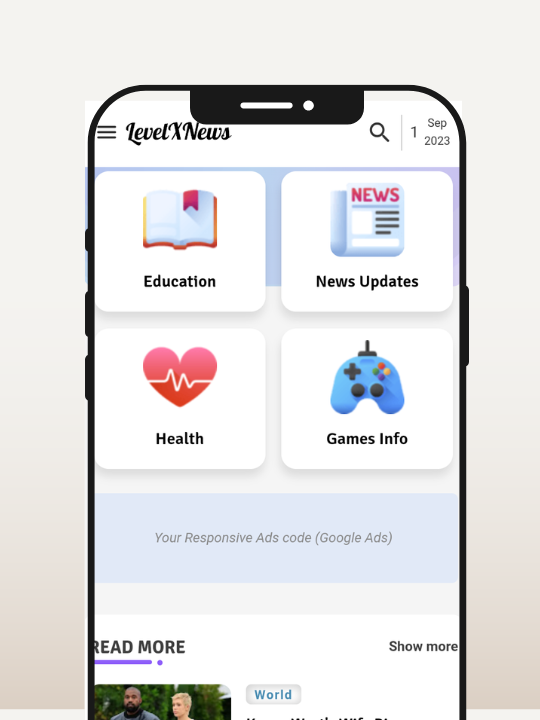 LevelXNews
1
Sep
2023
Education
NEWS
News Updates
Health
Games Info
Your Responsive Ads code (Google Ads)
READ MORE
Show more
World